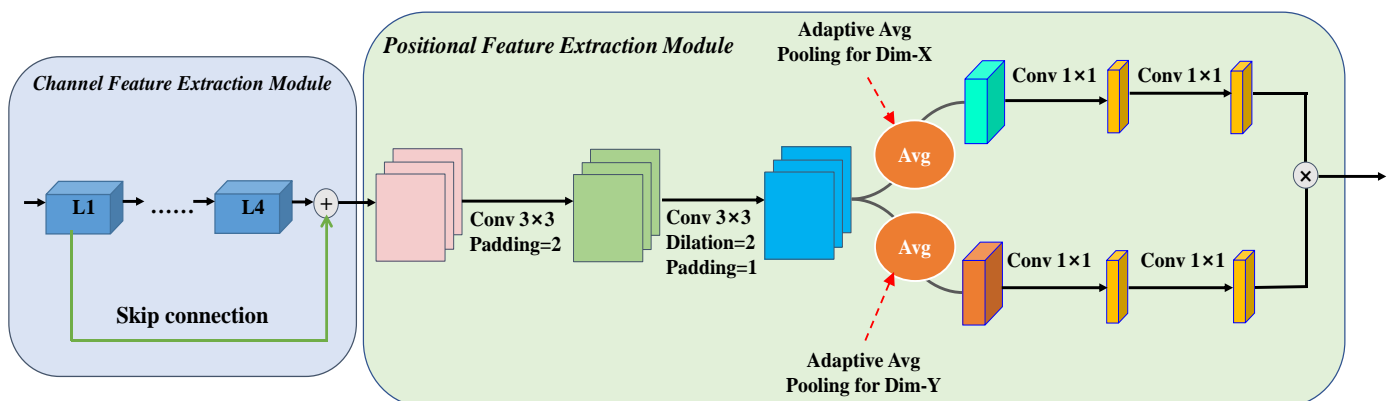 Channel Feature Extraction Module
L1
......
L4
+
Skip connection
Positional Feature Extraction Module
Conv 3×3
Padding=2
Conv 3×3
Dilation=2
Padding=1
Adaptive Avg
Pooling for Dim-X
Avg
Conv 1×1
Conv 1×1
Avg
Conv 1×1
Conv 1×1
Adaptive Avg
Pooling for Dim-Y
×